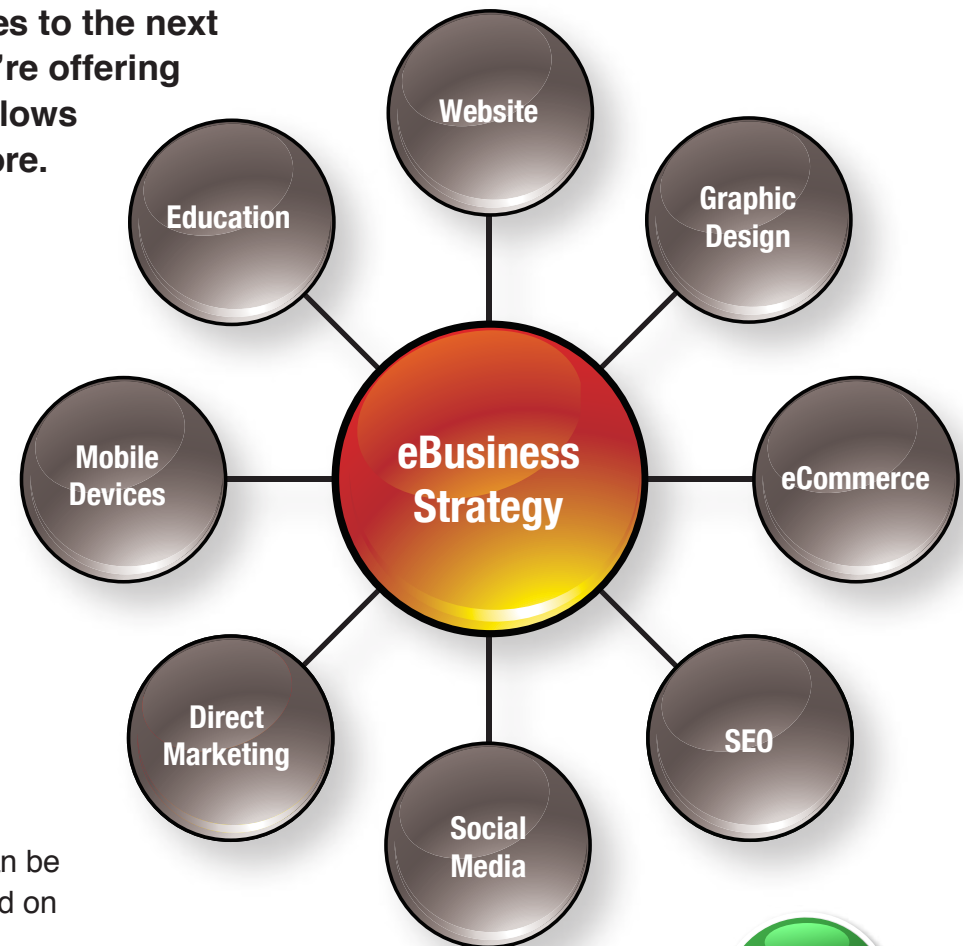 es to the next
're offering
lows
ore.
Website
Graphic
Design
Education
eBusiness
Strategy
Mobile
Devices
eCommerce
Direct
Marketing
SEO
Social
Media
an be
d on